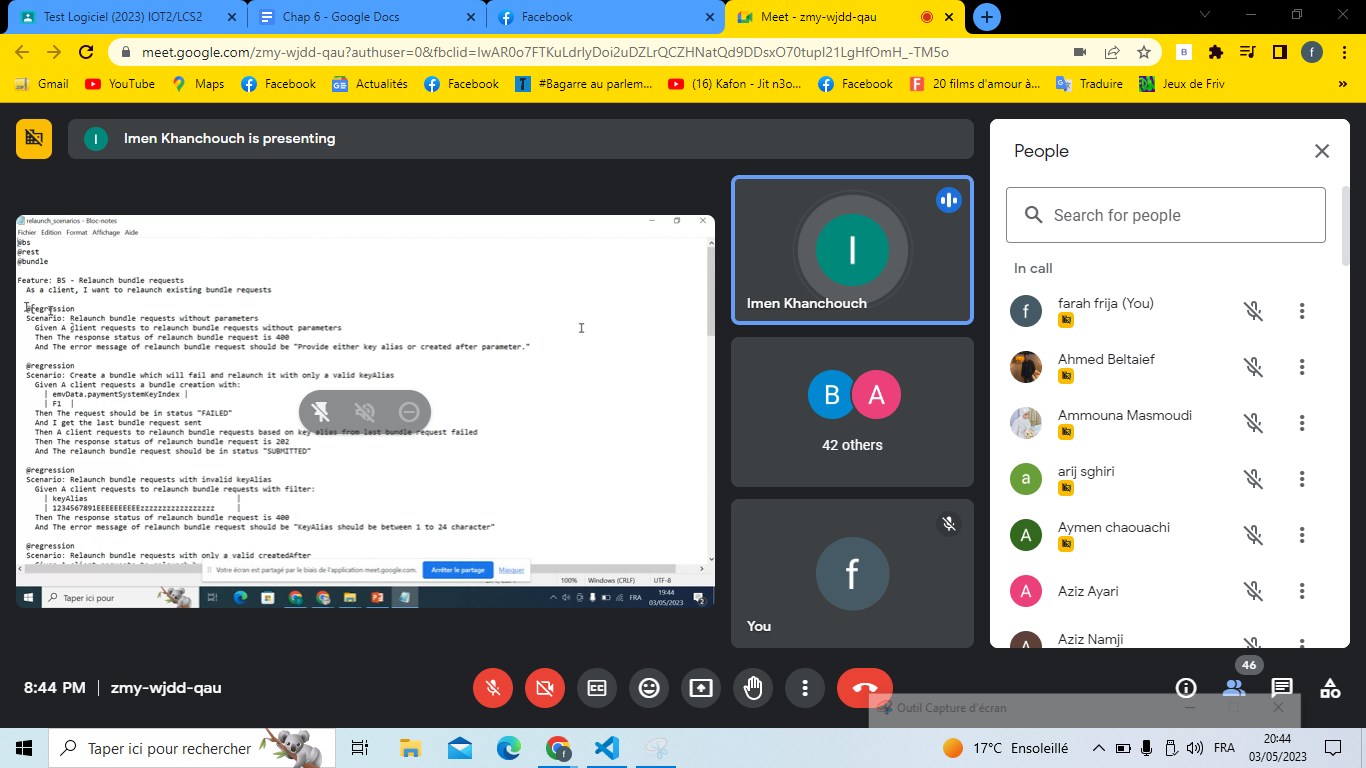 Test Logiciel (2023) IOT2/LCS2
Chap 6 - Google Docs
Facebook
Meet - zmy-wjdd-qau
meet.google.com/zmy-wjdd-qau?authuser=0&fbclid=IwAR0o7FTKuLdrlyDoi2uDZLrQCZHNatQd9DDsxO70tupI21LgHfOmH_-TM5o
B
f
Gmail
YouTube
Maps
Facebook
Actualités
Facebook
#Bagarre au parlem...
(16) Kafon - Jit n3o...
Facebook
20 films d'amour à...
Traduire
Jeux de Friv
»
I
Imen Khanchouch is presenting
relaunch_scenarios - Bloc-notes
Fichier Edition Format Affichage Aide
@bs
@rest
@bundle
Feature: BS - Relaunch bundle requests
As a client, I want to relaunch existing bundle requests
@regression
Scenario: Relaunch bundle requests without parameters
Given A client requests to relaunch bundle requests without parameters
Then The response status of relaunch bundle request is 400
And The error message of relaunch bundle request should be "Provide either key alias or created after parameter."
@regression
Scenario: Create a bundle which will fail and relaunch it with only a valid keyAlias
Given A client requests a bundle creation with:
| emvData.paymentSystemKeyIndex |
| F1 |
Then The request should be in status "FAILED"
And I get the last bundle request sent
Then A client requests to relaunch bundle requests based on key alias from last bundle request failed
Then The response status of relaunch bundle request is 202
And The relaunch bundle request should be in status "SUBMITTED"
@regression
Scenario: Relaunch bundle requests with invalid keyAlias
Given A client requests to relaunch bundle requests with filter:
| keyAlias |
| 1234567891EEEEEEEEEEzzzzzzzzzzzzzzzzz |
Then The response status of relaunch bundle request is 400
And The error message of relaunch bundle request should be "KeyAlias should be between 1 to 24 character"
@regression
Scenario: Relaunch bundle requests with only a valid createdAfter
Votre écran est partagé par le biais de l'application meet.google.com.
Arrêter le partage
Masquer
100%
Windows (CRLF)
UTF-8
Taper ici pour
FRA
19:44
03/05/2023
2
I
Imen Khanchouch
B A
42 others
f
You
People
Search for people
In call
f
farah frija (You)
Ahmed Beltaief
Ammouna Masmoudi
a
arij sghiri
A
Aymen chaouachi
A
Aziz Ayari
A
Aziz Namji
46
8:44 PM | zmy-wjdd-qau
Outil Capture d'écran
Taper ici pour rechercher
17°C Ensoleillé
FRA
20:44
03/05/2023